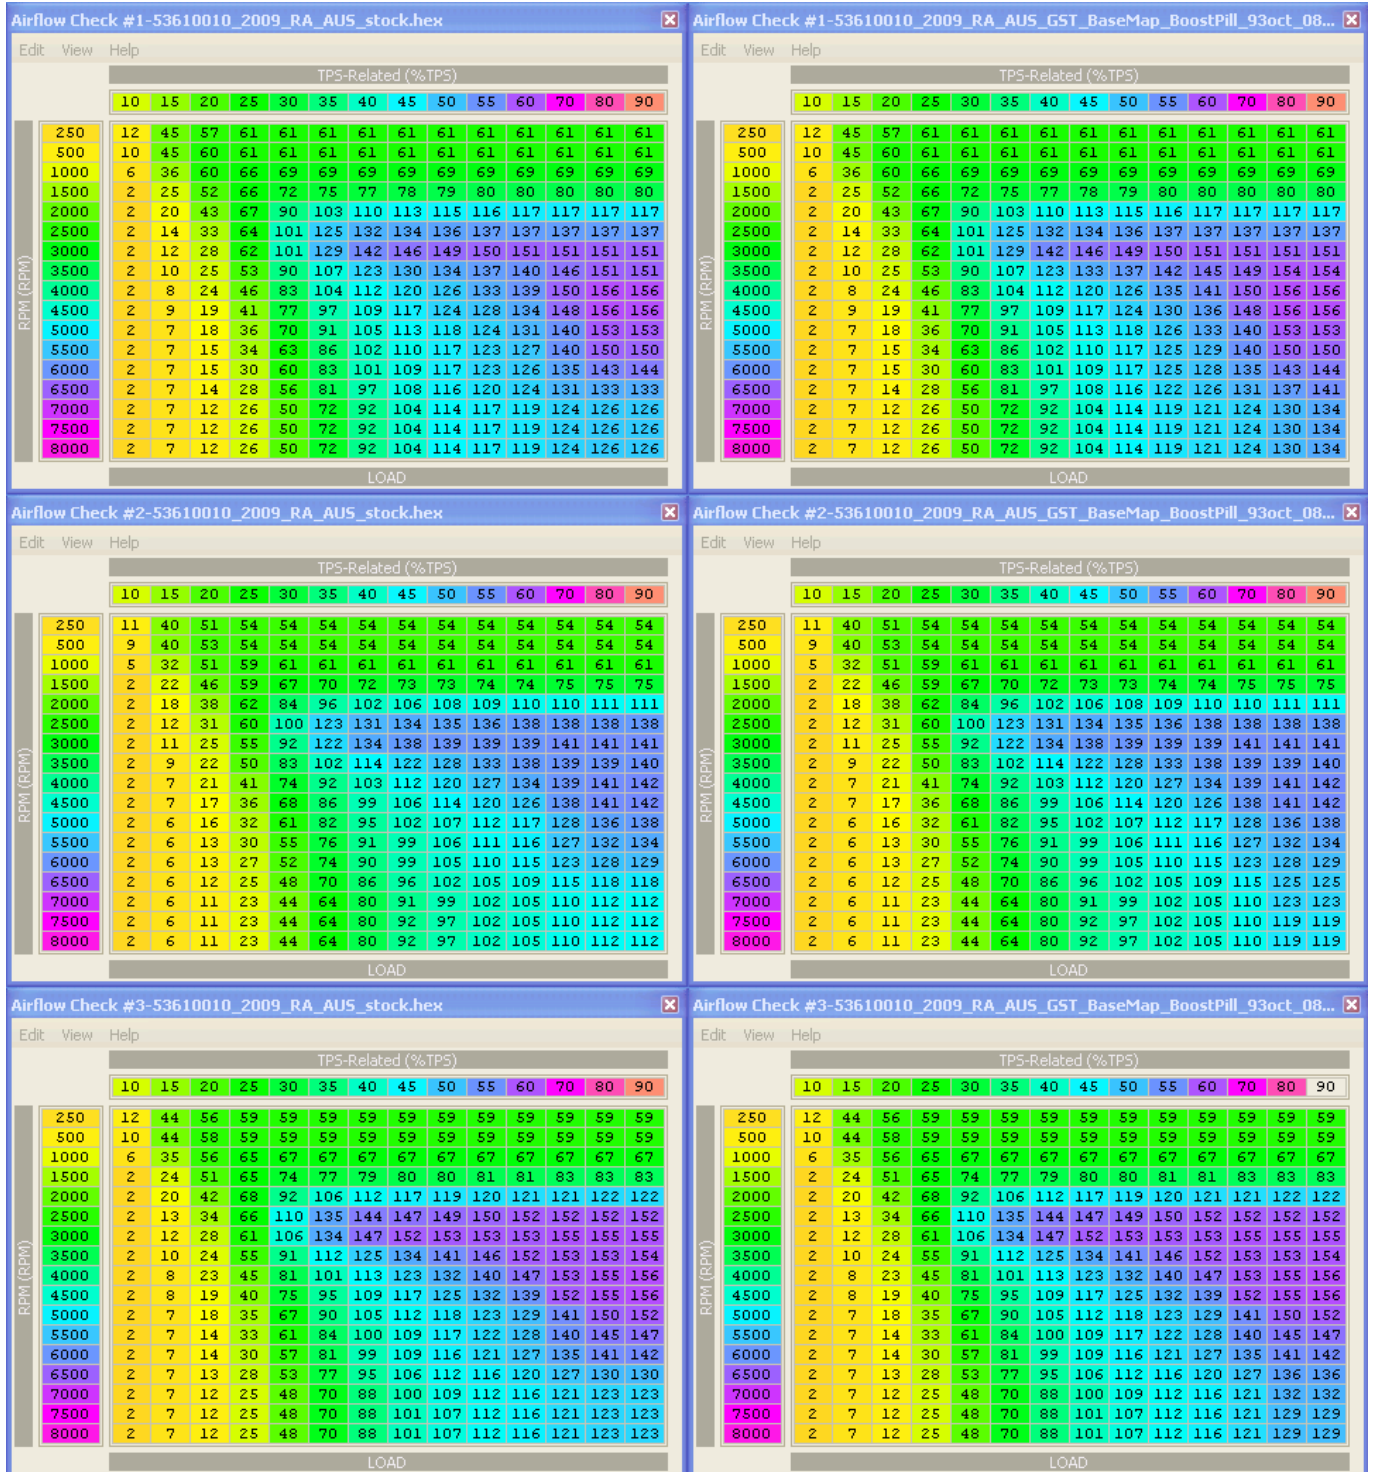 Airflow Check #1-53610010_2009_RA_AUS_stock.hex
Edit View Help
TPS-Related (%TPS)
10 15 20 25 30 35 40 45 50 55 60 70 80 90
RPM (RPM)
250 12 45 57 61 61 61 61 61 61 61 61 61 61 61
500 10 45 60 61 61 61 61 61 61 61 61 61 61 61
1000 6 36 60 66 69 69 69 69 69 69 69 69 69 69
1500 2 25 52 66 72 75 77 78 79 80 80 80 80 80
2000 2 20 43 67 90 103 110 113 115 116 117 117 117 117
2500 2 14 33 64 101 125 132 134 136 137 137 137 137 137
3000 2 12 28 62 101 129 142 146 149 150 151 151 151 151
3500 2 10 25 53 90 107 123 130 134 137 140 146 151 151
4000 2 8 24 46 83 104 112 120 126 133 139 150 156 156
4500 2 9 19 41 77 97 109 117 124 128 134 148 156 156
5000 2 7 18 36 70 91 105 113 118 124 131 140 153 153
5500 2 7 15 34 63 86 102 110 117 123 127 140 150 150
6000 2 7 15 30 60 83 101 109 117 123 126 135 143 144
6500 2 7 14 28 56 81 97 108 116 120 124 131 133 133
7000 2 7 12 26 50 72 92 104 114 117 119 124 126 126
7500 2 7 12 26 50 72 92 104 114 117 119 124 126 126
8000 2 7 12 26 50 72 92 104 114 117 119 124 126 126
LOAD
Airflow Check #1-53610010_2009_RA_AUS_GST_BaseMap_BoostPill_93oct_08...
Edit View Help
TPS-Related (%TPS)
10 15 20 25 30 35 40 45 50 55 60 70 80 90
RPM (RPM)
250 12 45 57 61 61 61 61 61 61 61 61 61 61 61
500 10 45 60 61 61 61 61 61 61 61 61 61 61 61
1000 6 36 60 66 69 69 69 69 69 69 69 69 69 69
1500 2 25 52 66 72 75 77 78 79 80 80 80 80 80
2000 2 20 43 67 90 103 110 113 115 116 117 117 117 117
2500 2 14 33 64 101 125 132 134 136 137 137 137 137 137
3000 2 12 28 62 101 129 142 146 149 150 151 151 151 151
3500 2 10 25 53 90 107 123 133 137 142 145 149 154 154
4000 2 8 24 46 83 104 112 120 126 135 141 150 156 156
4500 2 9 19 41 77 97 109 117 124 130 136 148 156 156
5000 2 7 18 36 70 91 105 113 118 126 133 140 153 153
5500 2 7 15 34 63 86 102 110 117 125 129 140 150 150
6000 2 7 15 30 60 83 101 109 117 125 128 135 143 144
6500 2 7 14 28 56 81 97 108 116 122 126 131 137 141
7000 2 7 12 26 50 72 92 104 114 119 121 124 130 134
7500 2 7 12 26 50 72 92 104 114 119 121 124 130 134
8000 2 7 12 26 50 72 92 104 114 119 121 124 130 134
LOAD
Airflow Check #2-53610010_2009_RA_AUS_stock.hex
Edit View Help
TPS-Related (%TPS)
10 15 20 25 30 35 40 45 50 55 60 70 80 90
RPM (RPM)
250 11 40 51 54 54 54 54 54 54 54 54 54 54 54
500 9 40 53 54 54 54 54 54 54 54 54 54 54 54
1000 5 32 51 59 61 61 61 61 61 61 61 61 61 61
1500 2 22 46 59 67 70 72 73 73 74 74 75 75 75
2000 2 18 38 62 84 96 102 106 108 109 110 110 111 111
2500 2 12 31 60 100 123 131 134 135 136 138 138 138 138
3000 2 11 25 55 92 122 134 138 139 139 139 141 141 141
3500 2 9 22 50 83 102 114 122 128 133 138 139 139 140
4000 2 7 21 41 74 92 103 112 120 127 134 139 141 142
4500 2 7 17 36 68 86 99 106 114 120 126 138 141 142
5000 2 6 16 32 61 82 95 102 107 112 117 128 136 138
5500 2 6 13 30 55 76 91 99 106 111 116 127 132 134
6000 2 6 13 27 52 74 90 99 105 110 115 123 128 129
6500 2 6 12 25 48 70 86 96 102 105 109 115 118 118
7000 2 6 11 23 44 64 80 91 99 102 105 110 112 112
7500 2 6 11 23 44 64 80 92 97 102 105 110 112 112
8000 2 6 11 23 44 64 80 92 97 102 105 110 112 112
LOAD
Airflow Check #2-53610010_2009_RA_AUS_GST_BaseMap_BoostPill_93oct_08...
Edit View Help
TPS-Related (%TPS)
10 15 20 25 30 35 40 45 50 55 60 70 80 90
RPM (RPM)
250 11 40 51 54 54 54 54 54 54 54 54 54 54 54
500 9 40 53 54 54 54 54 54 54 54 54 54 54 54
1000 5 32 51 59 61 61 61 61 61 61 61 61 61 61
1500 2 22 46 59 67 70 72 73 73 74 74 75 75 75
2000 2 18 38 62 84 96 102 106 108 109 110 110 111 111
2500 2 12 31 60 100 123 131 134 135 136 138 138 138 138
3000 2 11 25 55 92 122 134 138 139 139 139 141 141 141
3500 2 9 22 50 83 102 114 122 128 133 138 139 139 140
4000 2 7 21 41 74 92 103 112 120 127 134 139 141 142
4500 2 7 17 36 68 86 99 106 114 120 126 138 141 142
5000 2 6 16 32 61 82 95 102 107 112 117 128 136 138
5500 2 6 13 30 55 76 91 99 106 111 116 127 132 134
6000 2 6 13 27 52 74 90 99 105 110 115 123 128 129
6500 2 6 12 25 48 70 86 96 102 105 109 115 125 125
7000 2 6 11 23 44 64 80 91 99 102 105 110 123 123
7500 2 6 11 23 44 64 80 92 97 102 105 110 119 119
8000 2 6 11 23 44 64 80 92 97 102 105 110 119 119
LOAD
Airflow Check #3-53610010_2009_RA_AUS_stock.hex
Edit View Help
TPS-Related (%TPS)
10 15 20 25 30 35 40 45 50 55 60 70 80 90
RPM (RPM)
250 12 44 56 59 59 59 59 59 59 59 59 59 59 59
500 10 44 58 59 59 59 59 59 59 59 59 59 59 59
1000 6 35 56 65 67 67 67 67 67 67 67 67 67 67
1500 2 24 51 65 74 77 79 80 80 81 81 83 83 83
2000 2 20 42 68 92 106 112 117 119 120 121 121 122 122
2500 2 13 34 66 110 135 144 147 149 150 152 152 152 152
3000 2 12 28 61 106 134 147 152 153 153 153 155 155 155
3500 2 10 24 55 91 112 125 134 141 146 152 153 153 154
4000 2 8 23 45 81 101 113 123 132 140 147 153 155 156
4500 2 8 19 40 75 95 109 117 125 132 139 152 155 156
5000 2 7 18 35 67 90 105 112 118 123 129 141 150 152
5500 2 7 14 33 61 84 100 109 117 122 128 140 145 147
6000 2 7 14 30 57 81 99 109 116 121 127 135 141 142
6500 2 7 13 28 53 77 95 106 112 116 120 127 130 130
7000 2 7 12 25 48 70 88 100 109 112 116 121 123 123
7500 2 7 12 25 48 70 88 101 107 112 116 121 123 123
8000 2 7 12 25 48 70 88 101 107 112 116 121 123 123
LOAD
Airflow Check #3-53610010_2009_RA_AUS_GST_BaseMap_BoostPill_93oct_08...
Edit View Help
TPS-Related (%TPS)
10 15 20 25 30 35 40 45 50 55 60 70 80 90
RPM (RPM)
250 12 44 56 59 59 59 59 59 59 59 59 59 59 59
500 10 44 58 59 59 59 59 59 59 59 59 59 59 59
1000 6 35 56 65 67 67 67 67 67 67 67 67 67 67
1500 2 24 51 65 74 77 79 80 80 81 81 83 83 83
2000 2 20 42 68 92 106 112 117 119 120 121 121 122 122
2500 2 13 34 66 110 135 144 147 149 150 152 152 152 152
3000 2 12 28 61 106 134 147 152 153 153 153 155 155 155
3500 2 10 24 55 91 112 125 134 141 146 152 153 153 154
4000 2 8 23 45 81 101 113 123 132 140 147 153 155 156
4500 2 8 19 40 75 95 109 117 125 132 139 152 155 156
5000 2 7 18 35 67 90 105 112 118 123 129 141 150 152
5500 2 7 14 33 61 84 100 109 117 122 128 140 145 147
6000 2 7 14 30 57 81 99 109 116 121 127 135 141 142
6500 2 7 13 28 53 77 95 106 112 116 120 127 136 136
7000 2 7 12 25 48 70 88 100 109 112 116 121 132 132
7500 2 7 12 25 48 70 88 101 107 112 116 121 129 129
8000 2 7 12 25 48 70 88 101 107 112 116 121 129 129
LOAD